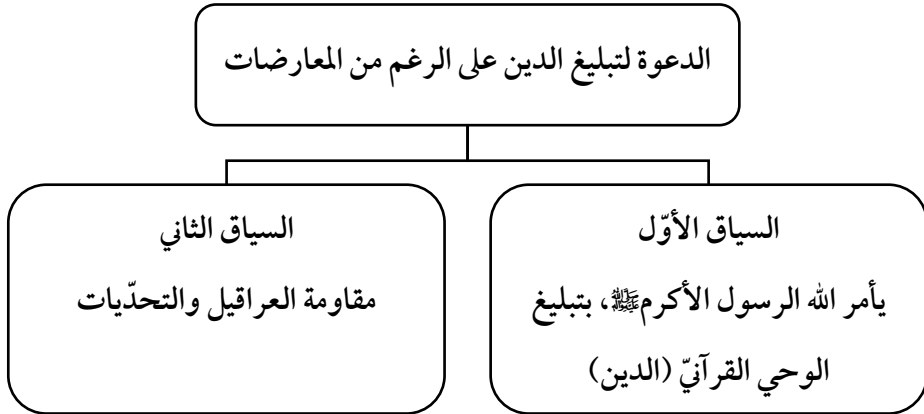 الدعوة لتبليغ الدين على الرغم من المعارضات
السياق الأوّل
يأمر الله الرسول الأكرمﷺ، بتبليغ
الوحي القرآنيّ (الدين)
السياق الثاني
مقاومة العراقيل والتحدّيات